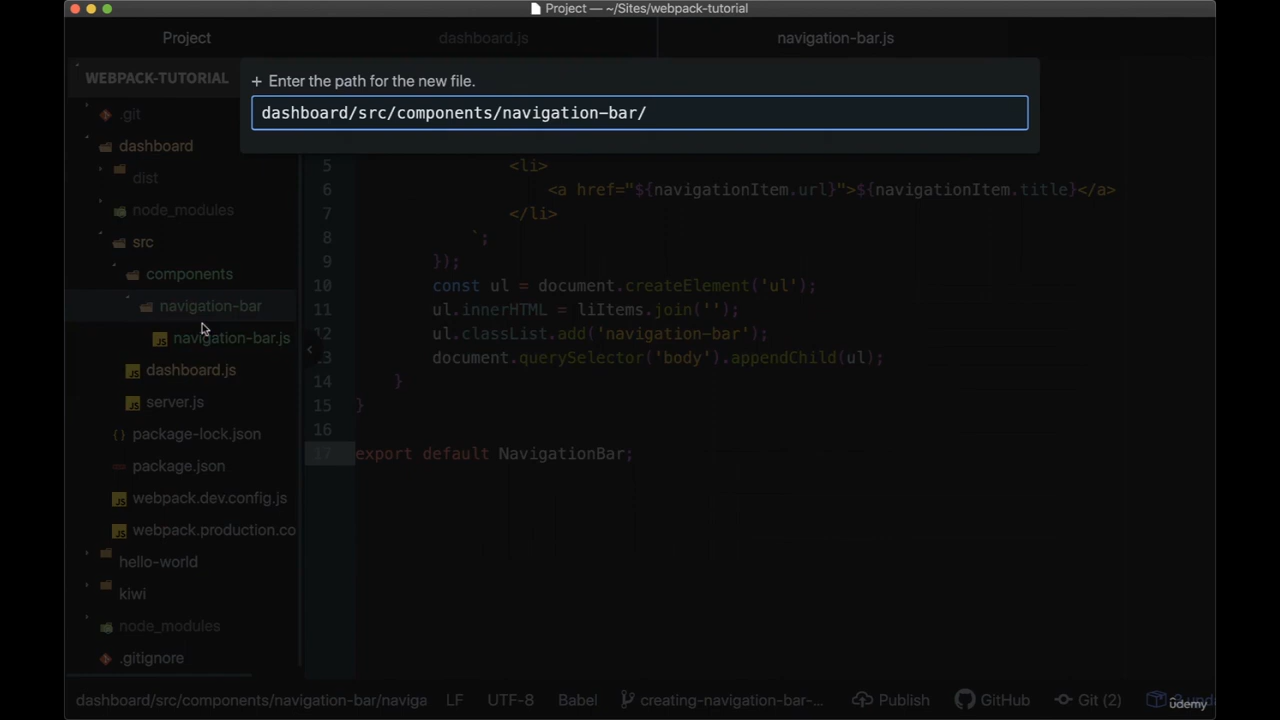 Project — ~/Sites/webpack-tutorial
Project
dashboard.js
navigation-bar.js
+ Enter the path for the new file.
dashboard/src/components/navigation-bar/
WEBPACK-TUTORIAL
.git
dashboard
dist
node_modules
src
components
navigation-bar
navigation-bar.js
dashboard.js
server.js
package-lock.json
package.json
webpack.dev.config.js
webpack.production.co
hello-world
kiwi
node_modules
.gitignore
5 <li>
6 <a href="${navigationItem.url}">${navigationItem.title}</a>
7 </li>
8 `;
9 });
10 const ul = document.createElement('ul');
11 ul.innerHTML = liItems.join('');
12 ul.classList.add('navigation-bar');
13 document.querySelector('body').appendChild(ul);
14 }
15 }
16
17 export default NavigationBar;
dashboard/src/components/navigation-bar/naviga
LF
UTF-8
Babel
creating-navigation-bar-...
Publish
GitHub
Git (2)
udemy